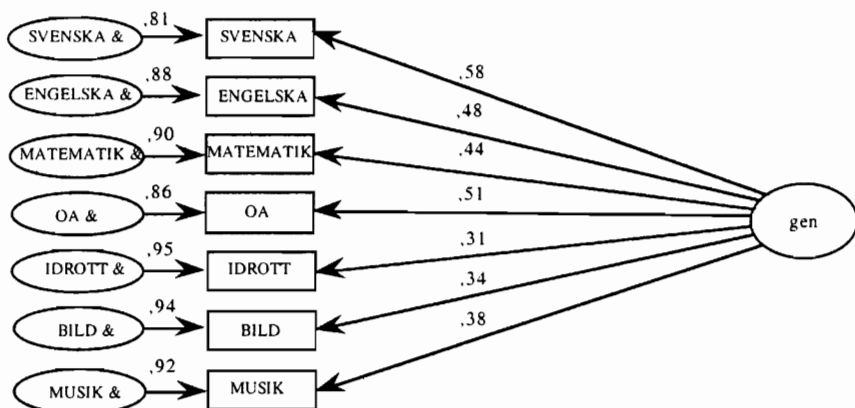 ,81
SVENSKA & SVENSKA
,58
,88
ENGELSKA & ENGELSKA
,48
,90
MATEMATIK & MATEMATIK
,44
,86
OA & OA
,51
gen
,95
IDROTT & IDROTT
,31
,94
BILD & BILD
,34
,92
MUSIK & MUSIK
,38